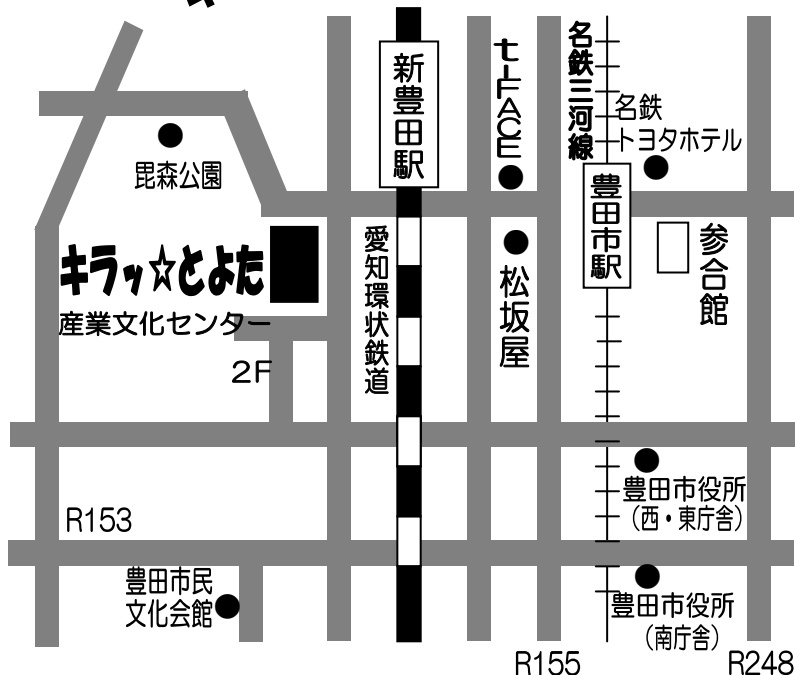 新豊田駅
t-FACE
名鉄三河線
名鉄
トヨタホテル
毘森公園
豊田市駅
参合館
キラッ☆とよた
産業文化センター
2F
愛知環状鉄道
松坂屋
豊田市役所
(西・東庁舎)
R153
豊田市民
文化会館
豊田市役所
(南庁舎)
R155
R248